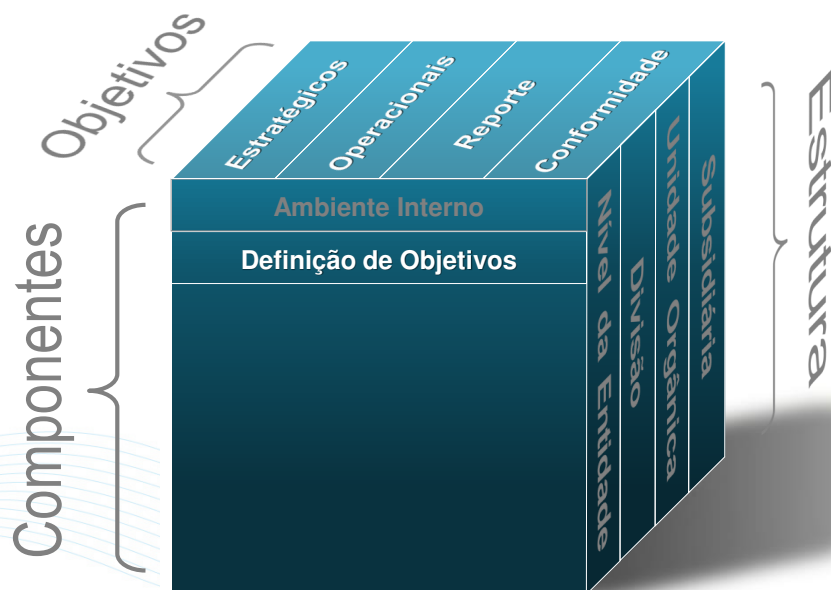 Objetivos
Estratégicos
Operacionais
Reporte
Conformidade
Componentes
Ambiente Interno
Definição de Objetivos
Nível da Entidade
Divisão
Unidade Orgânica
Subsidiária
Estrutura